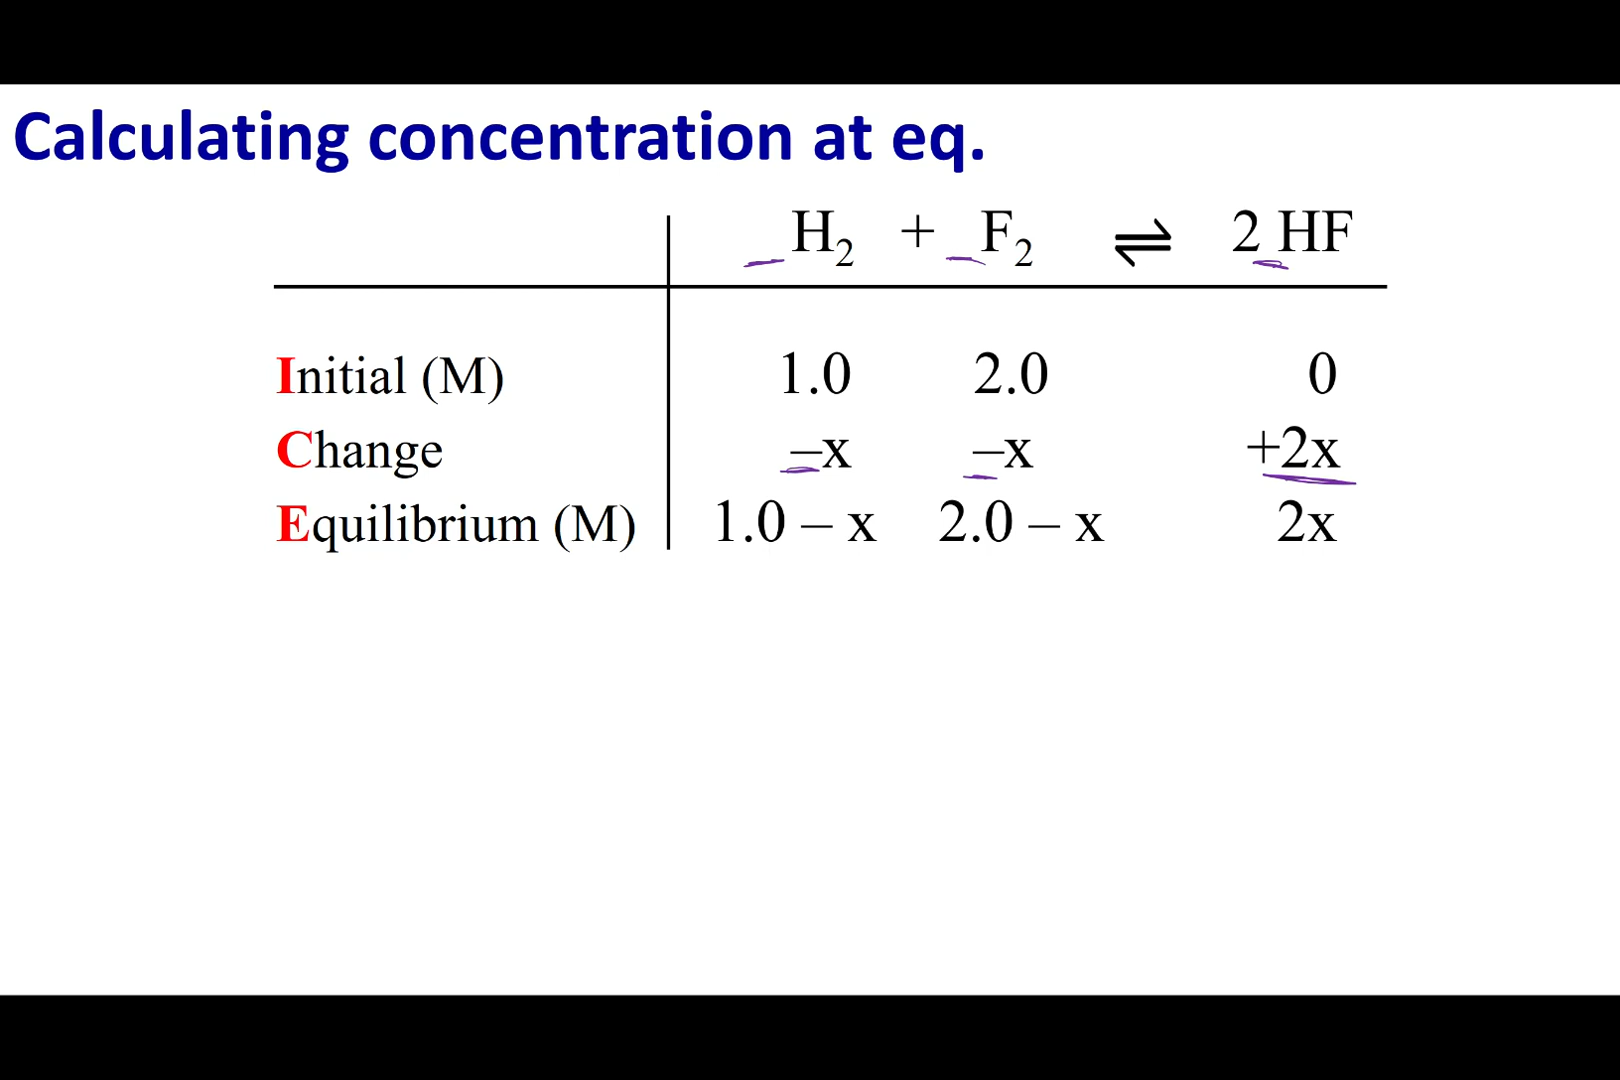 Calculating concentration at eq.
_ H₂ + _ F₂ ⇌ 2 HF
Initial (M) 1.0 2.0 0
Change –x –x +2x
Equilibrium (M) 1.0 – x 2.0 – x 2x